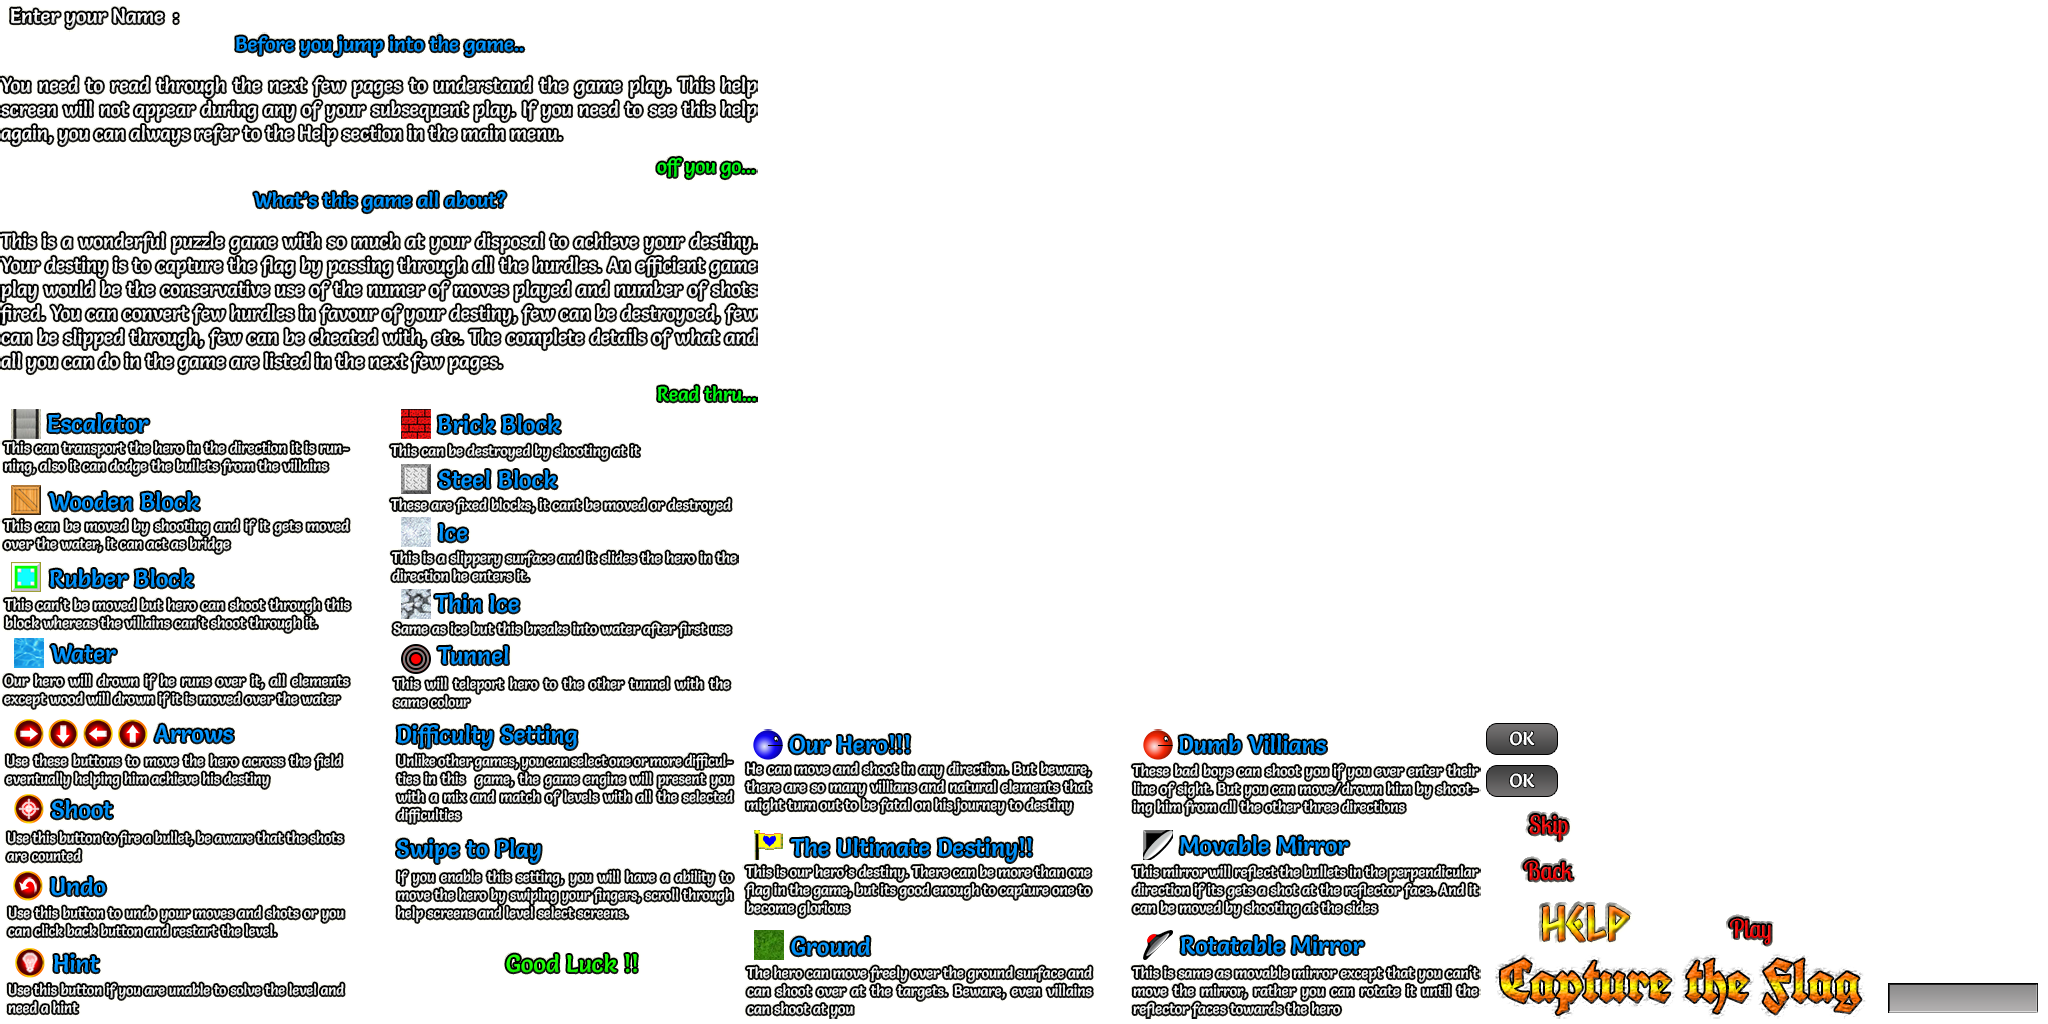 Enter your Name :
Before you jump into the game..
You need to read through the next few pages to understand the game play. This help
screen will not appear during any of your subsequent play. If you need to see this help
again, you can always refer to the Help section in the main menu.
off you go...
What's this game all about?
This is a wonderful puzzle game with so much at your disposal to achieve your destiny.
Your destiny is to capture the flag by passing through all the hurdles. An efficient game
play would be the conservative use of the numer of moves played and number of shots
fired. You can convert few hurdles in favour of your destiny, few can be destroyoed, few
can be slipped through, few can be cheated with, etc. The complete details of what and
all you can do in the game are listed in the next few pages.
Read thru...
Escalator
This can transport the hero in the direction it is run-
ning, also it can dodge the bullets from the villains
Wooden Block
This can be moved by shooting and if it gets moved
over the water, it can act as bridge
Rubber Block
This can't be moved but hero can shoot through this
block whereas the villains can't shoot through it.
Water
Our hero will drown if he runs over it, all elements
except wood will drown if it is moved over the water
Brick Block
This can be destroyed by shooting at it
Steel Block
These are fixed blocks, it cant be moved or destroyed
Ice
This is a slippery surface and it slides the hero in the
direction he enters it.
Thin Ice
Same as ice but this breaks into water after first use
Tunnel
This will teleport hero to the other tunnel with the
same colour
Arrows
Use these buttons to move the hero across the field
eventually helping him achieve his destiny
Shoot
Use this button to fire a bullet, be aware that the shots
are counted
Undo
Use this button to undo your moves and shots or you
can click back button and restart the level.
Hint
Use this button if you are unable to solve the level and
need a hint
Difficulty Setting
Unlike other games, you can select one or more difficul-
ties in this game, the game engine will present you
with a mix and match of levels with all the selected
difficulties
Swipe to Play
If you enable this setting, you will have a ability to
move the hero by swiping your fingers, scroll through
help screens and level select screens.
Good Luck !!
Our Hero!!!
He can move and shoot in any direction. But beware,
there are so many villians and natural elements that
might turn out to be fatal on his journey to destiny
The Ultimate Destiny!!
This is our hero's destiny. There can be more than one
flag in the game, but its good enough to capture one to
become glorious
Ground
The hero can move freely over the ground surface and
can shoot over at the targets. Beware, even villains
can shoot at you
Dumb Villians
These bad boys can shoot you if you ever enter their
line of sight. But you can move/drown him by shoot-
ing him from all the other three directions
Movable Mirror
This mirror will reflect the bullets in the perpendicular
direction if its gets a shot at the reflector face. And it
can be moved by shooting at the sides
Rotatable Mirror
This is same as movable mirror except that you can't
move the mirror, rather you can rotate it until the
reflector faces towards the hero
OK
OK
Skip
Back
HELP
Play
Capture the Flag